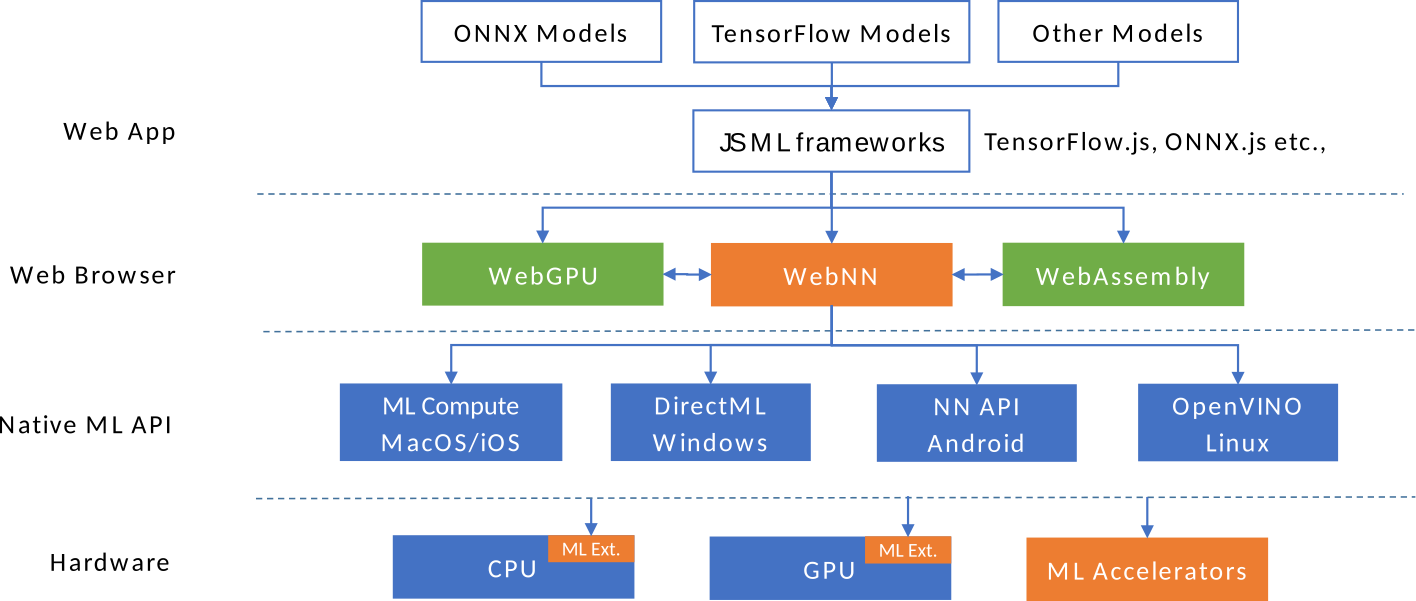 ONNX Models
TensorFlow Models
Other Models
Web App
JS ML frameworks
TensorFlow.js, ONNX.js etc.,
Web Browser
WebGPU
WebNN
WebAssembly
Native ML API
ML Compute
MacOS/iOS
DirectML
Windows
NN API
Android
OpenVINO
Linux
Hardware
CPU
ML Ext.
GPU
ML Ext.
ML Accelerators